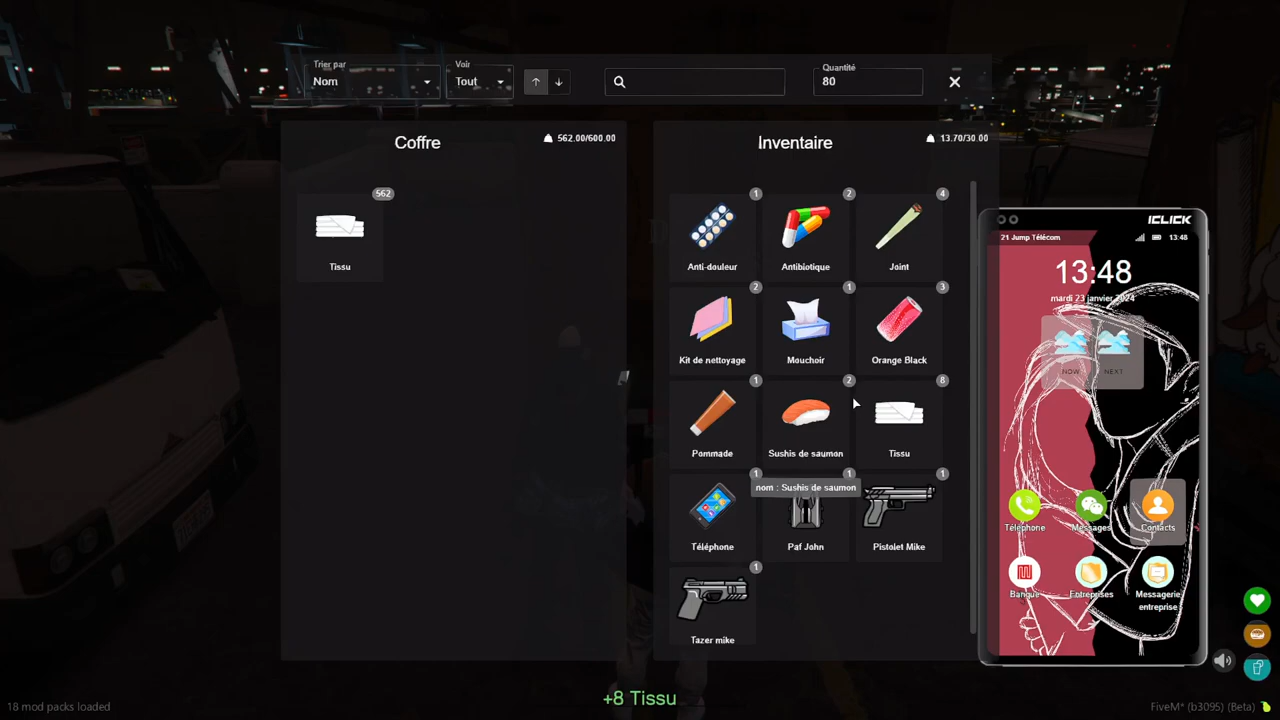 Trier par
Nom
Voir
Tout
Quantité
80
Coffre
562.00/600.00
562
Tissu
Inventaire
13.70/30.00
1
Anti-douleur
2
Antibiotique
4
Joint
2
Kit de nettoyage
1
Mouchoir
3
Orange Black
1
Pommade
2
Sushis de saumon
8
Tissu
nom : Sushis de saumon
1
Téléphone
1
Paf John
1
Pistolet Mike
1
Tazer mike
ICLICK
21 Jump Télécom
13:48
13:48
mardi 23 janvier 2024
NOW
NEXT
Téléphone
Messages
Contacts
Banque
Entreprises
Messagerie
entreprise
+8 Tissu
18 mod packs loaded
FiveM* (b3095) (Beta)